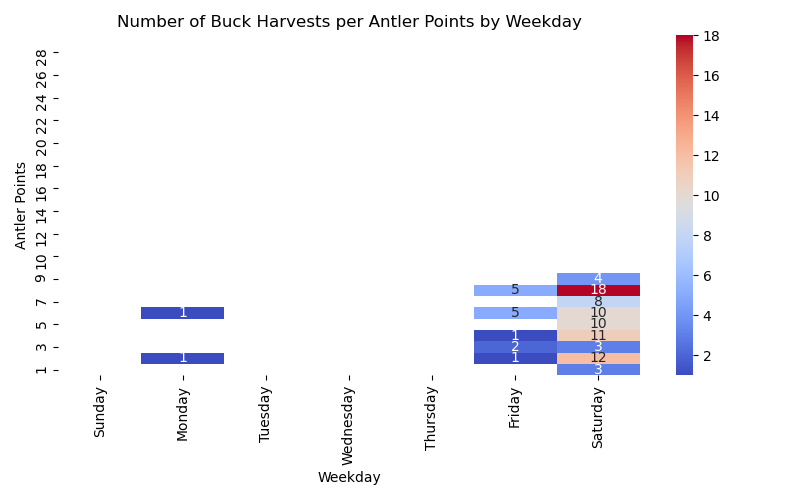 Number of Buck Harvests per Antler Points by Weekday
Antler Points
28
26
24
22
20
18
16
14
12
10
9
7
5
3
1
4
5 18
8
1 5 10
10
1 11
2 3
1 1 12
3
Sunday
Monday
Tuesday
Wednesday
Thursday
Friday
Saturday
Weekday
18
16
14
12
10
8
6
4
2